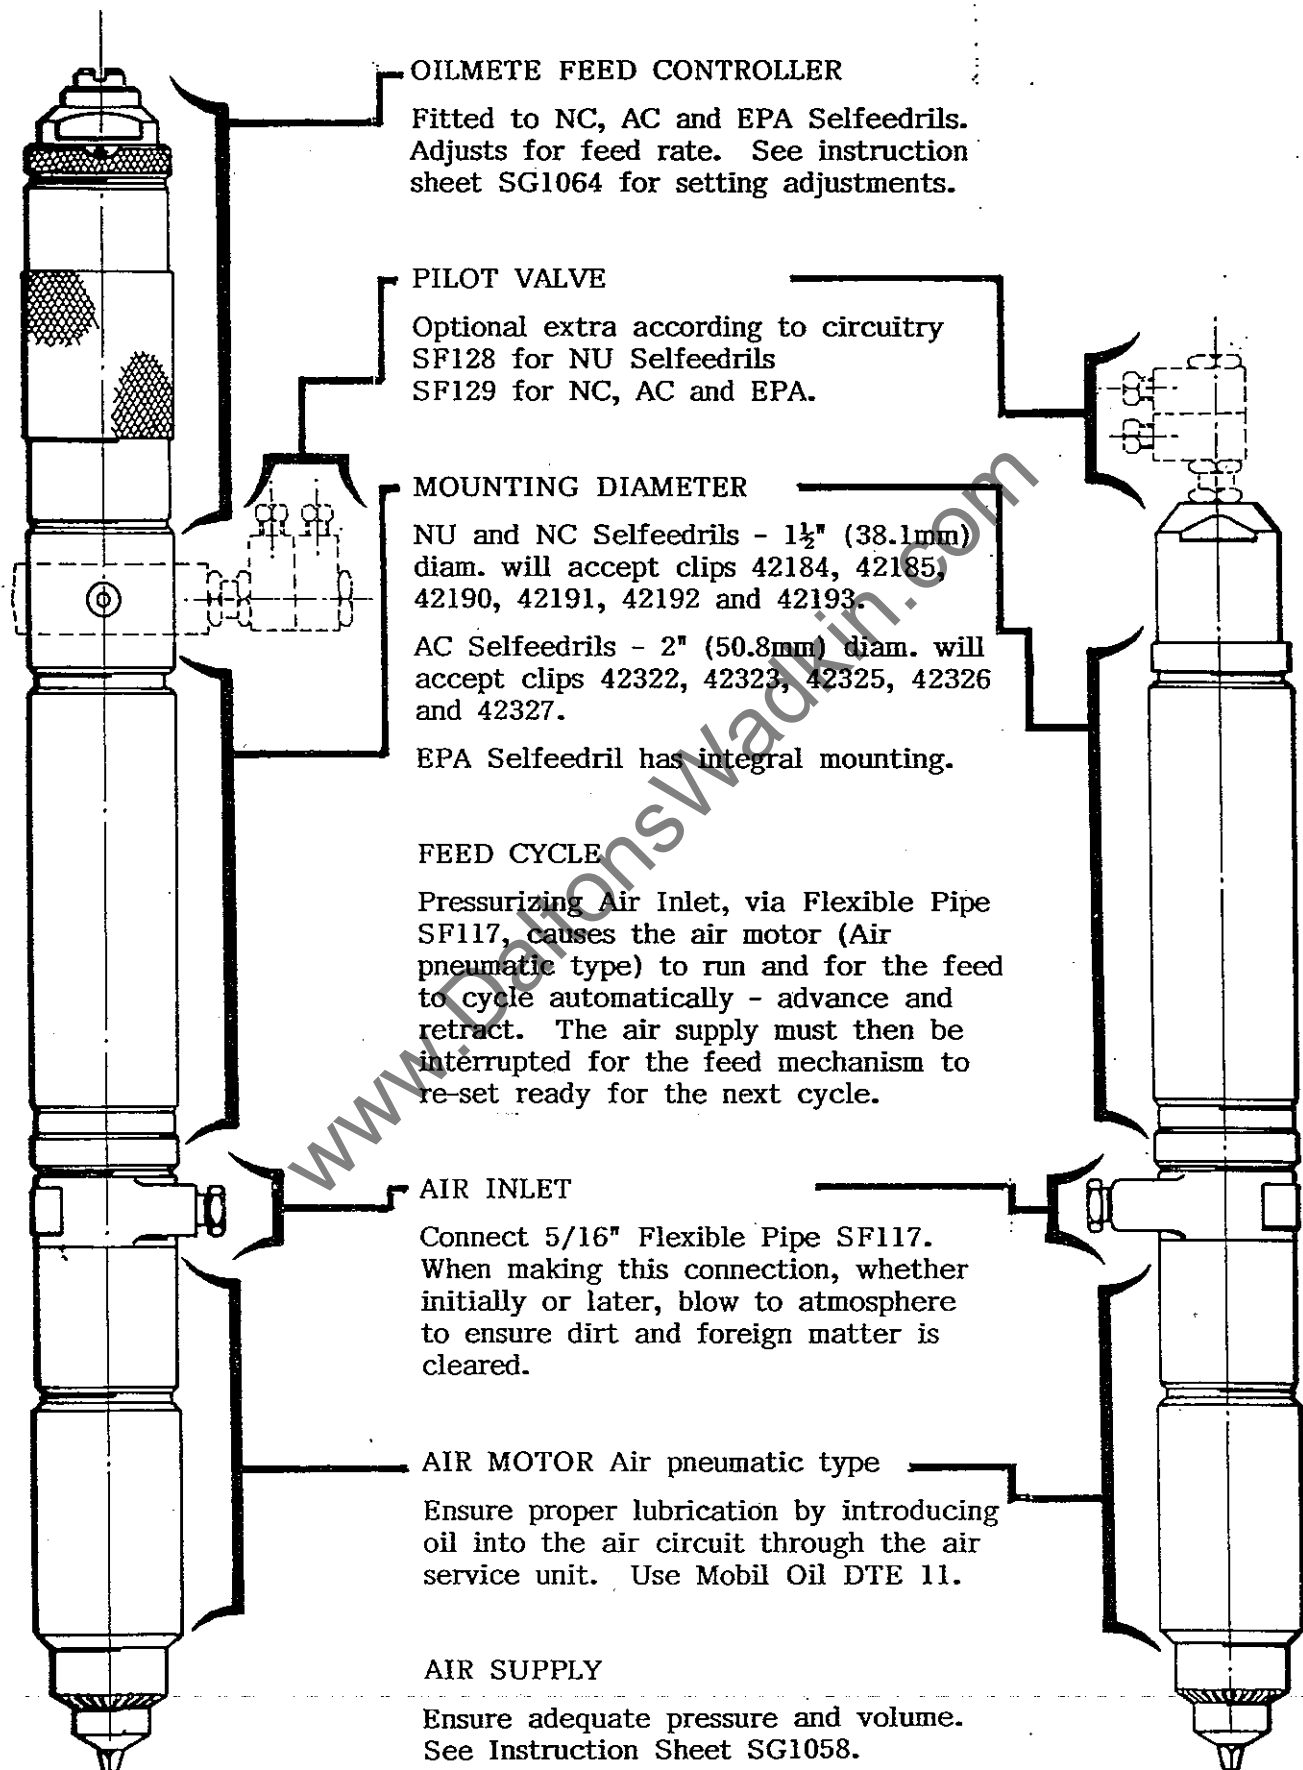 OILMETE FEED CONTROLLER
Fitted to NC, AC and EPA Selfeedrils.
Adjusts for feed rate. See instruction
sheet SG1064 for setting adjustments.
PILOT VALVE
Optional extra according to circuitry
SF128 for NU Selfeedrils
SF129 for NC, AC and EPA.
MOUNTING DIAMETER
NU and NC Selfeedrils - 1½" (38.1mm)
diam. will accept clips 42184, 42185,
42190, 42191, 42192 and 42193.
AC Selfeedrils - 2" (50.8mm) diam. will
accept clips 42322, 42323, 42325, 42326
and 42327.
EPA Selfeedril has integral mounting.
FEED CYCLE
Pressurizing Air Inlet, via Flexible Pipe
SF117, causes the air motor (Air
pneumatic type) to run and for the feed
to cycle automatically - advance and
retract. The air supply must then be
interrupted for the feed mechanism to
re-set ready for the next cycle.
AIR INLET
Connect 5/16" Flexible Pipe SF117.
When making this connection, whether
initially or later, blow to atmosphere
to ensure dirt and foreign matter is
cleared.
AIR MOTOR Air pneumatic type
Ensure proper lubrication by introducing
oil into the air circuit through the air
service unit. Use Mobil Oil DTE 11.
AIR SUPPLY
Ensure adequate pressure and volume.
See Instruction Sheet SG1058.
www.DaltonsWadkin.com